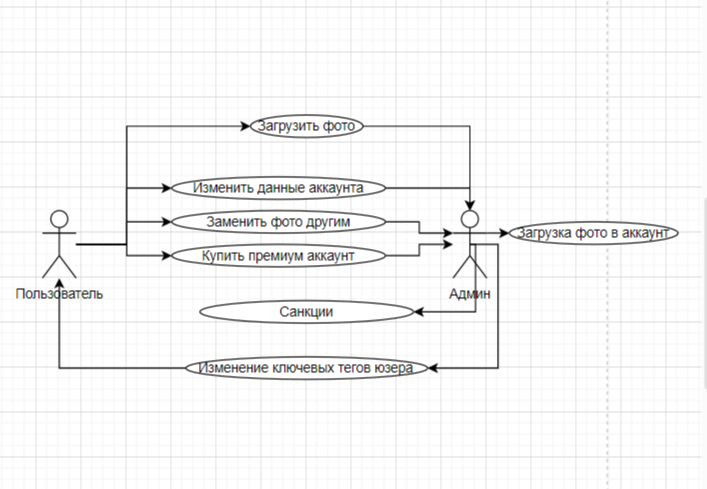 Загрузить фото
Изменить данные аккаунта
Заменить фото другим
Загрузка фото в аккаунт
Купить премиум аккаунт
Пользователь
Админ
Санкции
Изменение ключевых тегов юзера